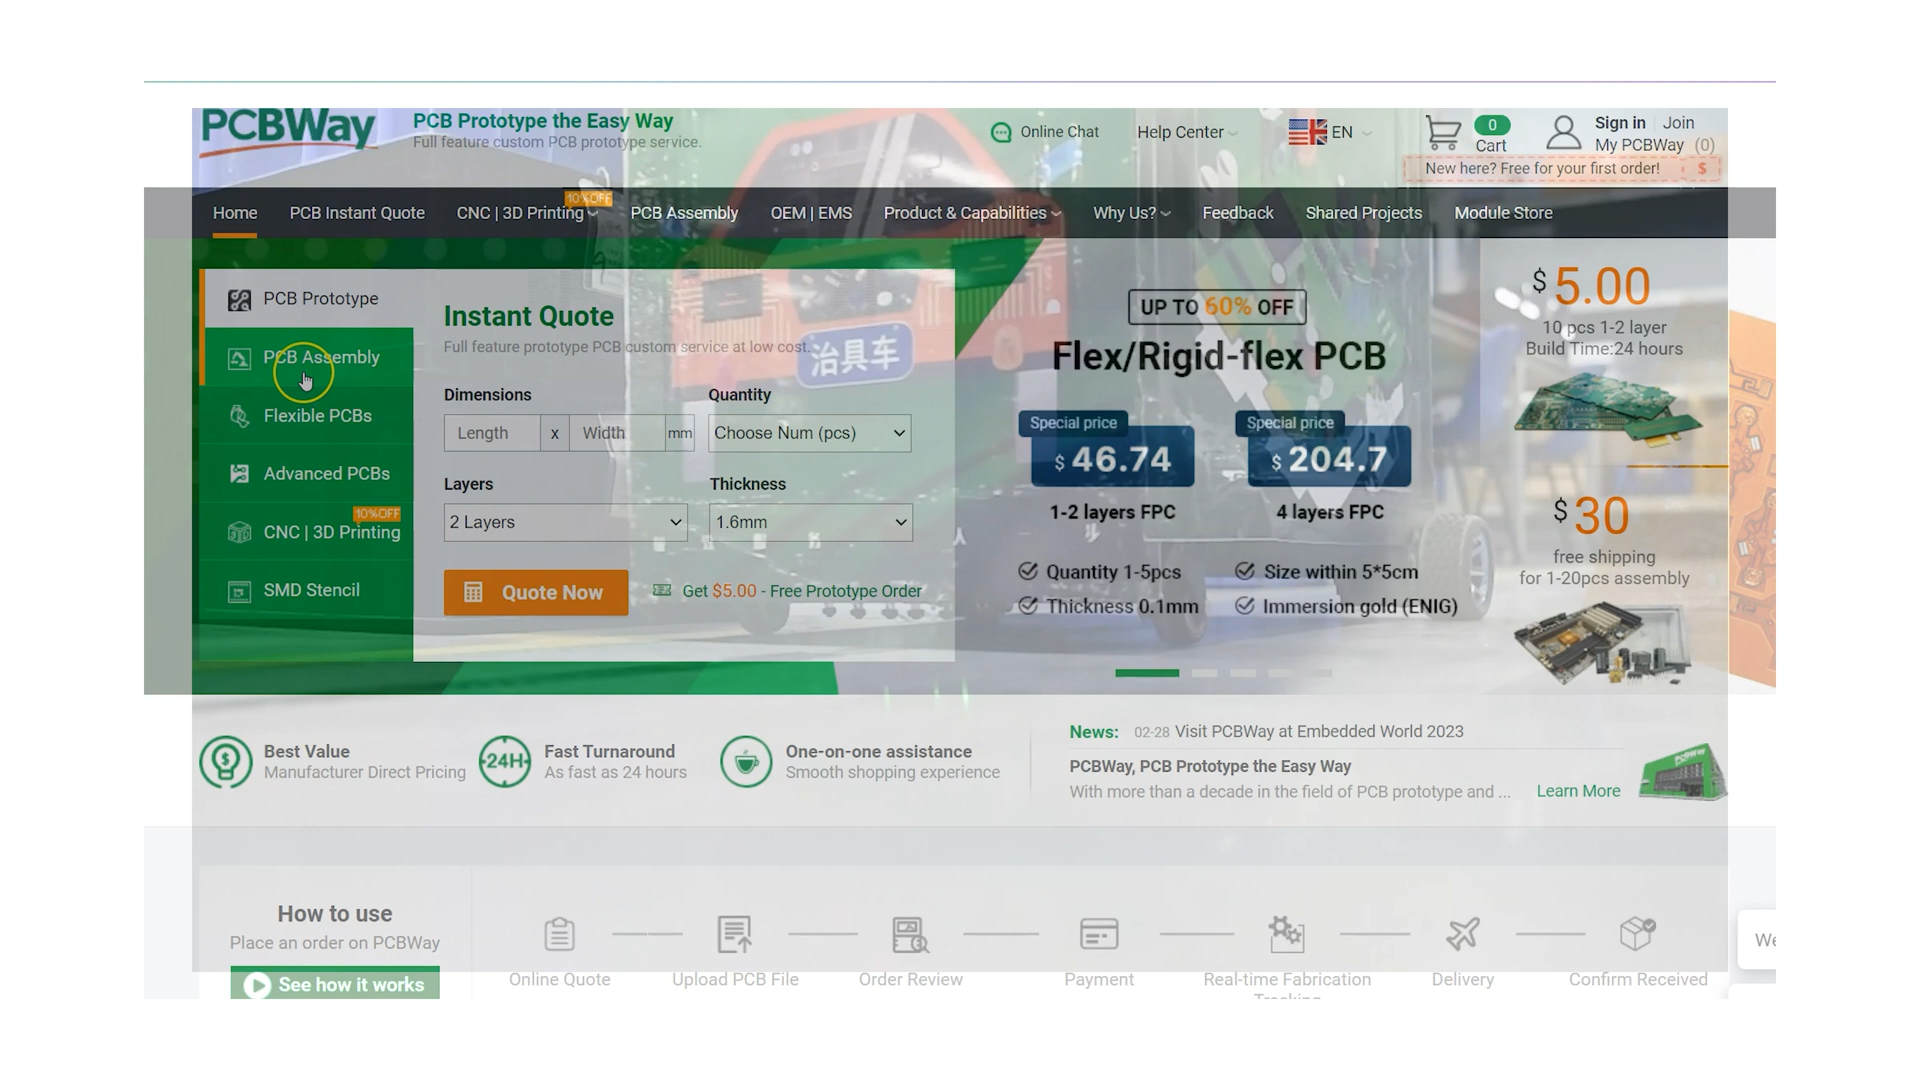 PCBWay
PCB Prototype the Easy Way
Full feature custom PCB prototype service.
Online Chat
Help Center
EN
0
Cart
Sign in
Join
My PCBWay (0)
New here? Free for your first order! $
10%OFF
Home
PCB Instant Quote
CNC | 3D Printing
PCB Assembly
OEM | EMS
Product & Capabilities
Why Us?
Feedback
Shared Projects
Module Store
PCB Prototype
PCB Assembly
Flexible PCBs
Advanced PCBs
10%OFF
CNC | 3D Printing
SMD Stencil
Instant Quote
Full feature prototype PCB custom service at low cost.
治具车
Dimensions
Quantity
Length x Width mm
Choose Num (pcs)
Layers
Thickness
2 Layers
1.6mm
Quote Now
Get $5.00 - Free Prototype Order
UP TO 60% OFF
Flex/Rigid-flex PCB
Special price
$ 46.74
1-2 layers FPC
Special price
$ 204.7
4 layers FPC
Quantity 1-5pcs
Size within 5*5cm
Thickness 0.1mm
Immersion gold (ENIG)
$ 5.00
10 pcs 1-2 layer
Build Time:24 hours
$ 30
free shipping
for 1-20pcs assembly
Best Value
Manufacturer Direct Pricing
24H
Fast Turnaround
As fast as 24 hours
One-on-one assistance
Smooth shopping experience
News: 02-28 Visit PCBWay at Embedded World 2023
PCBWay, PCB Prototype the Easy Way
With more than a decade in the field of PCB prototype and ...
Learn More
How to use
Place an order on PCBWay
See how it works
Online Quote
Upload PCB File
Order Review
Payment
Real-time Fabrication
Tracking
Delivery
Confirm Received